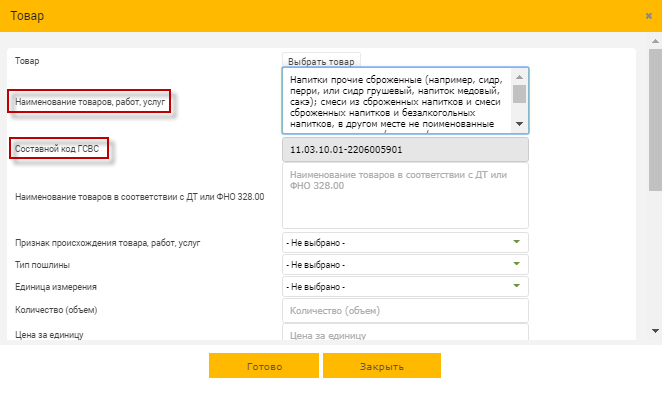 Товар
Товар
Выбрать товар
Наименование товаров, работ, услуг
Напитки прочие сброженные (например, сидр,
перри, или сидр грушевый, напиток медовый,
сакэ); смеси из сброженных напитков и смеси
сброженных напитков и безалкогольных
напитков, в другом месте не поименованные
Составной код ГСВС
11.03.10.01-2206005901
Наименование товаров в соответствии с ДТ или ФНО 328.00
Наименование товаров в соответствии с ДТ или
ФНО 328.00
Признак происхождения товара, работ, услуг
- Не выбрано -
Тип пошлины
- Не выбрано -
Единица измерения
- Не выбрано -
Количество (объем)
Количество (объем)
Цена за единицу
Цена за единицу
Готово
Закрыть